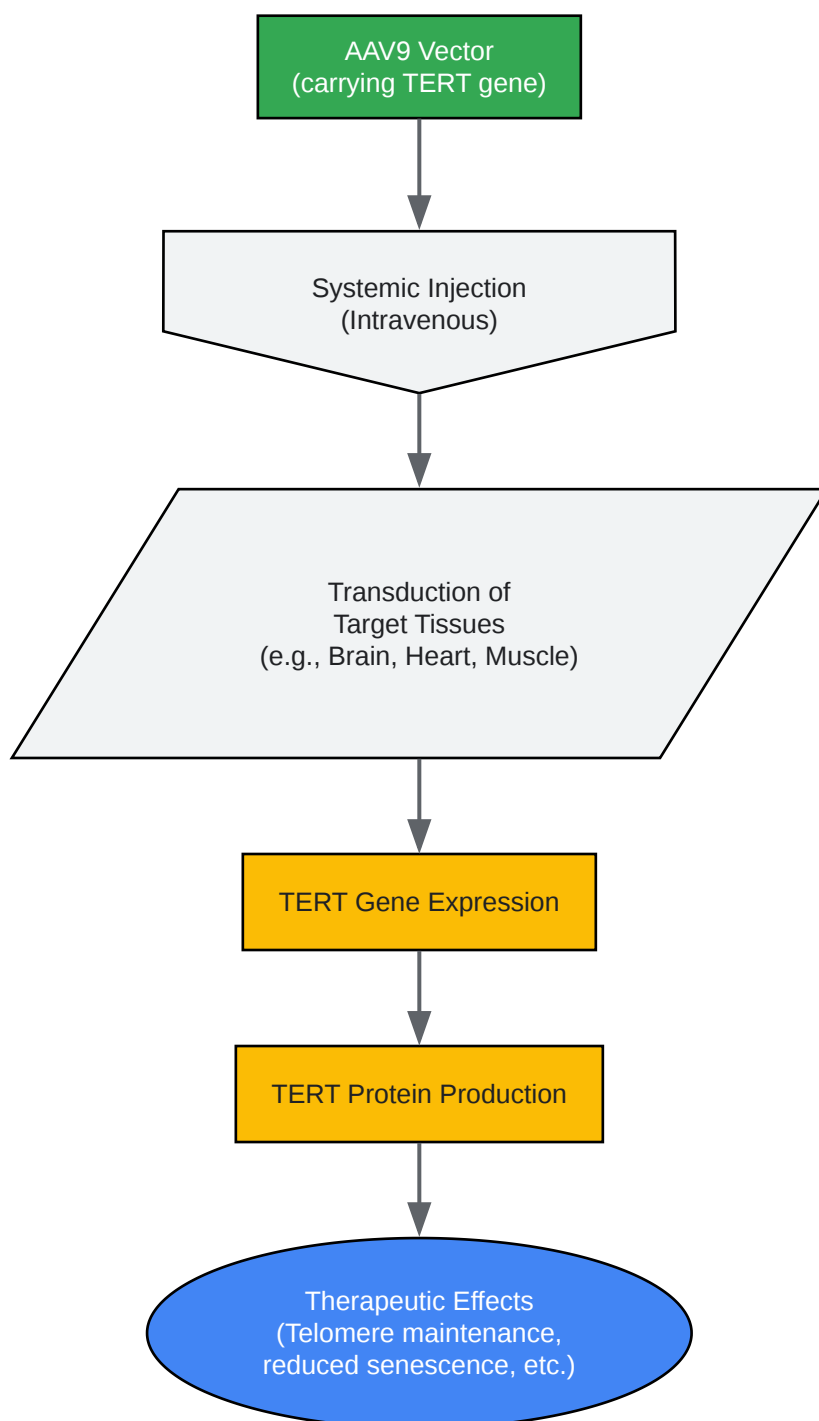 AAV9 Vector
(carrying TERT gene)
Systemic Injection
(Intravenous)
Transduction of
Target Tissues
(e.g., Brain, Heart, Muscle)
TERT Gene Expression
TERT Protein Production
Therapeutic Effects
(Telomere maintenance,
reduced senescence, etc.)